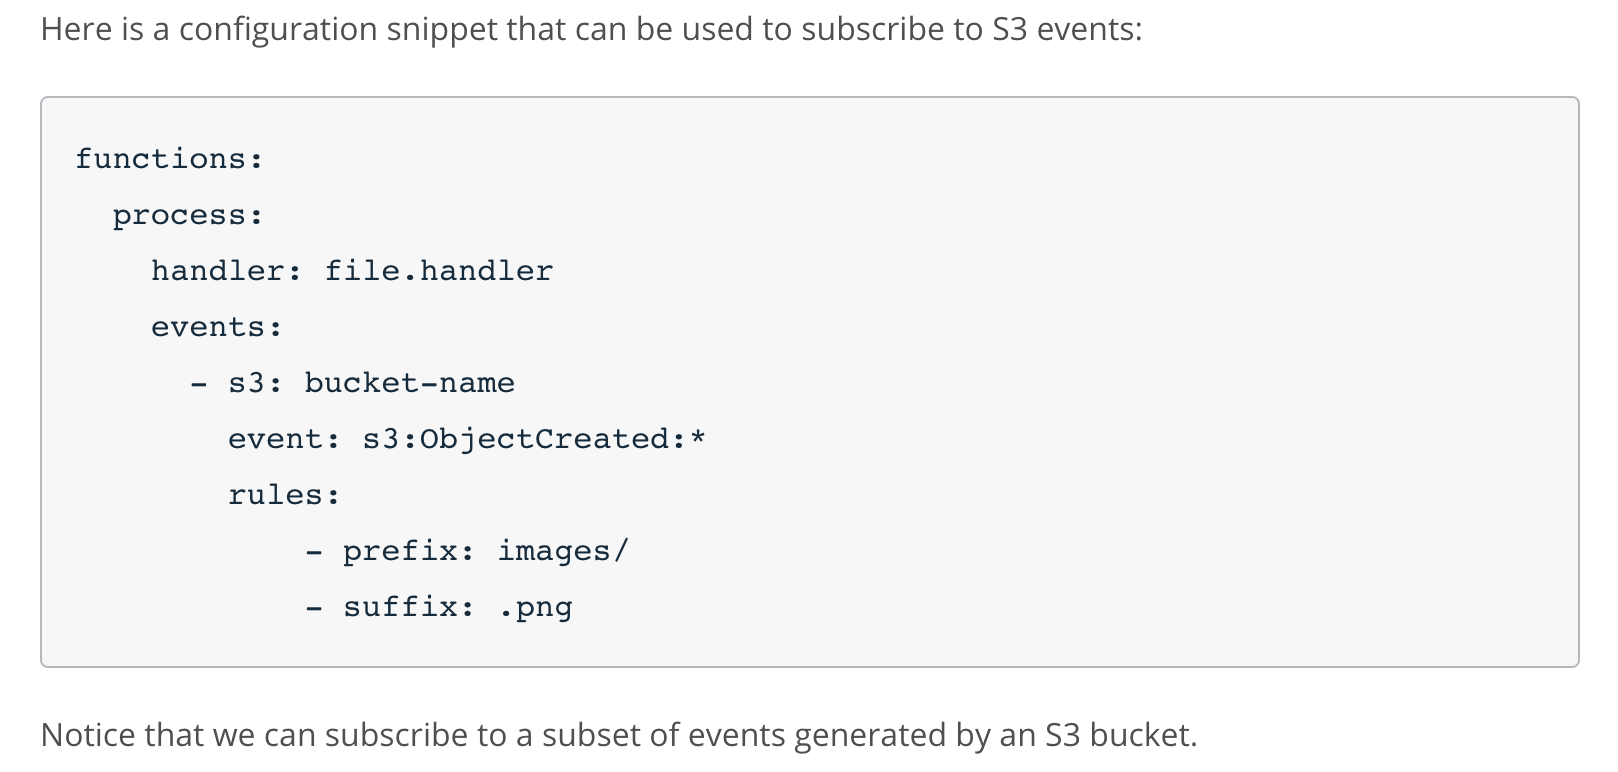 Here is a configuration snippet that can be used to subscribe to S3 events:
functions:
  process:
    handler: file.handler
    events:
      - s3: bucket-name
        event: s3:ObjectCreated:*
        rules:
            - prefix: images/
            - suffix: .png
Notice that we can subscribe to a subset of events generated by an S3 bucket.